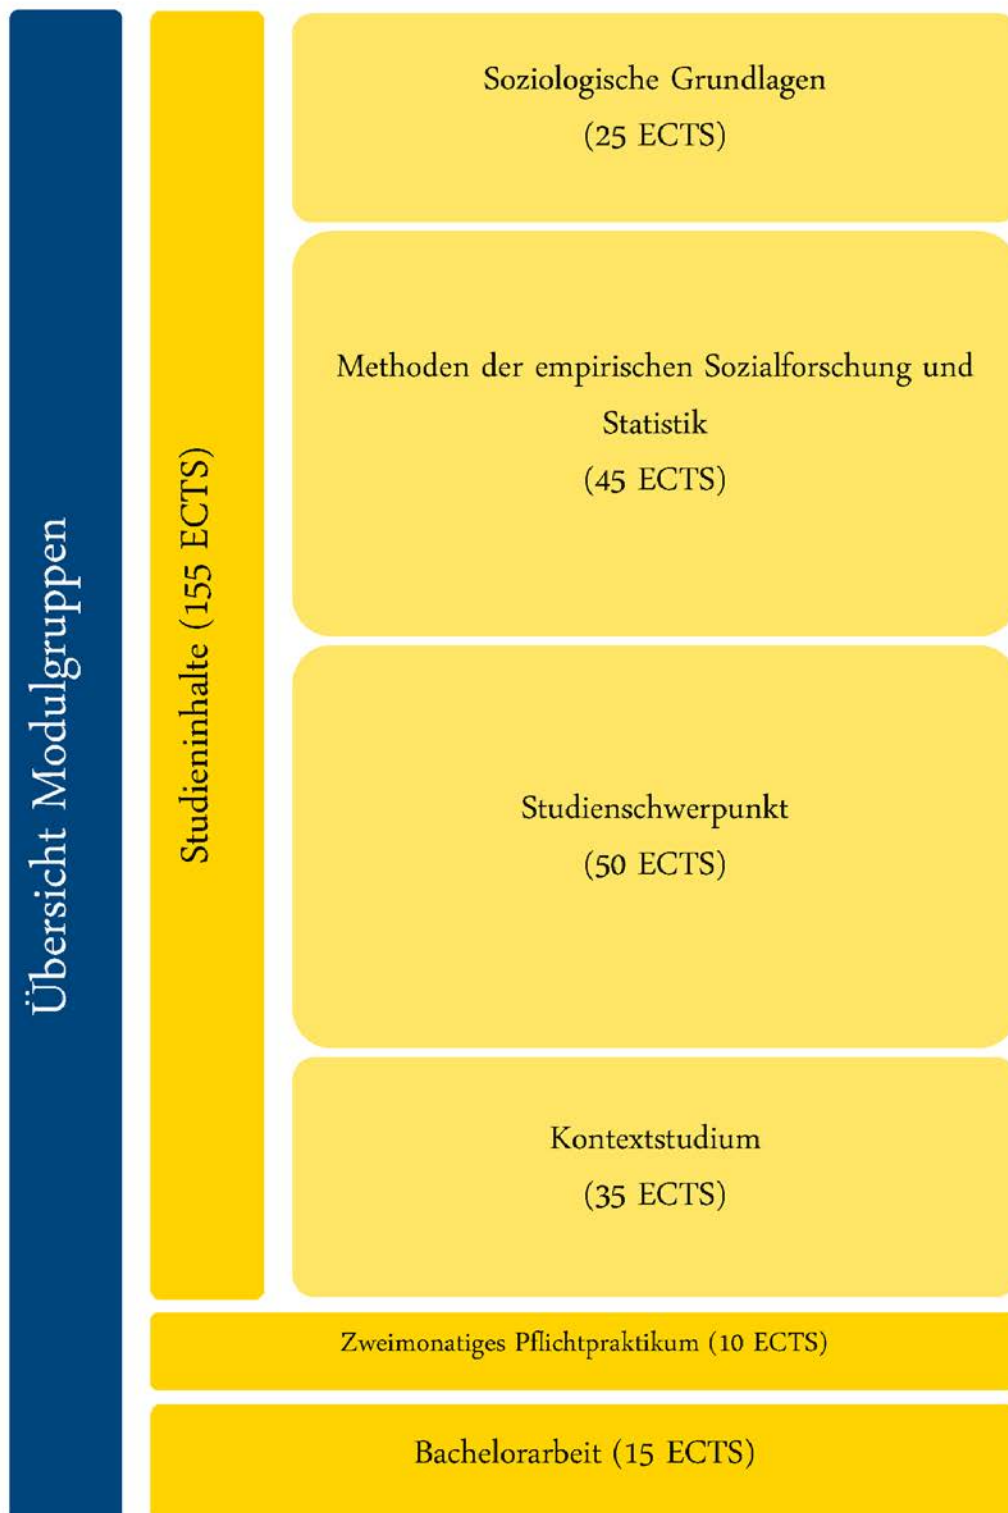 Übersicht Modulgruppen
Studieninhalte (155 ECTS)
Soziologische Grundlagen
(25 ECTS)
Methoden der empirischen Sozialforschung und
Statistik
(45 ECTS)
Studienschwerpunkt
(50 ECTS)
Kontextstudium
(35 ECTS)
Zweimonatiges Pflichtpraktikum (10 ECTS)
Bachelorarbeit (15 ECTS)